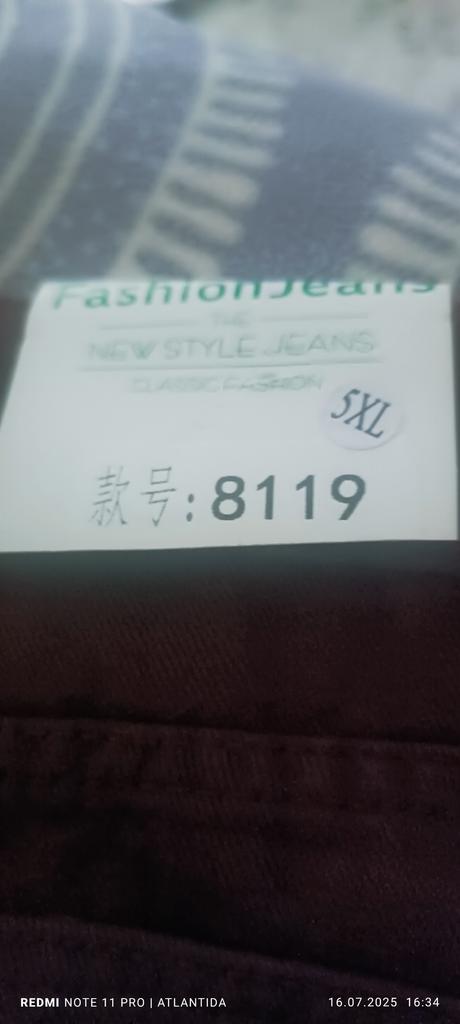 FashionJeans
THE
NEW STYLE JEANS
CLASSIC FASHION
5XL
款号:8119
REDMI NOTE 11 PRO | ATLANTIDA
16.07.2025 16:34